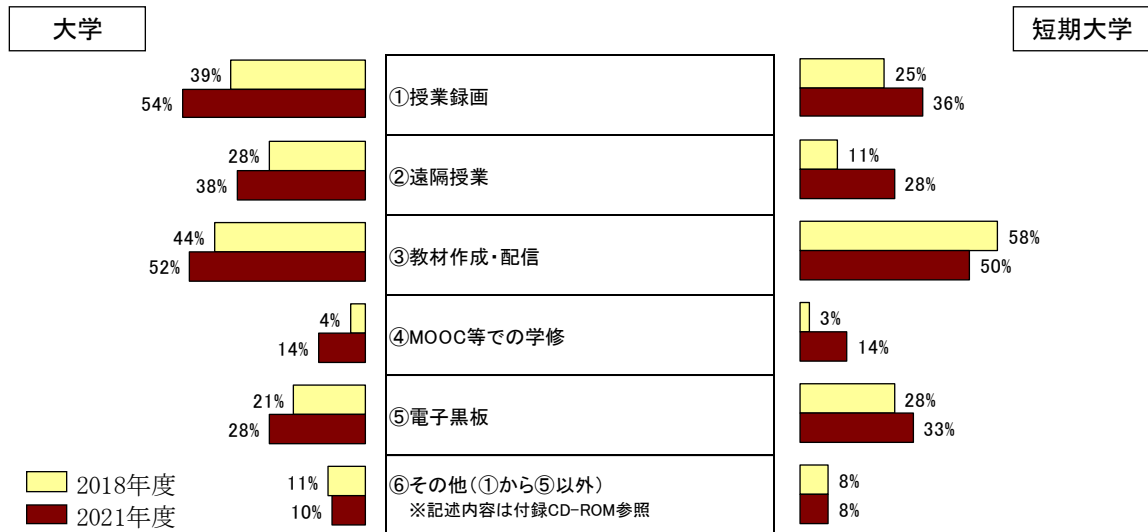 大学
短期大学
39%
54%
①授業録画
25%
36%
28%
38%
②遠隔授業
11%
28%
44%
52%
③教材作成・配信
58%
50%
4%
14%
④MOOC等での学修
3%
14%
21%
28%
⑤電子黒板
28%
33%
11%
10%
⑥その他(①から⑤以外)
※記述内容は付録CD-ROM参照
8%
8%
2018年度
2021年度